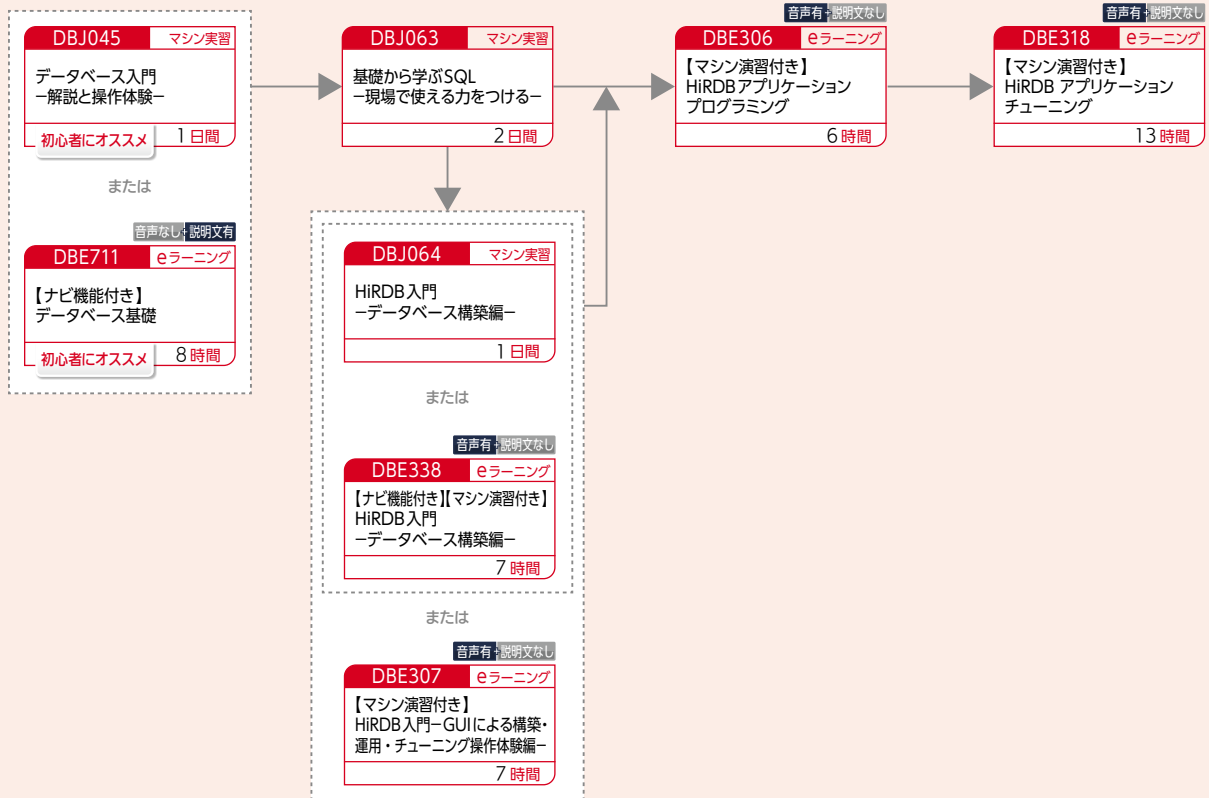 DBJ045 マシン実習
データベース入門
−解説と操作体験−
初心者にオススメ 1日間
または
音声なし+説明文有
DBE711 eラーニング
【ナビ機能付き】
データベース基礎
初心者にオススメ 8時間
DBJ063 マシン実習
基礎から学ぶSQL
−現場で使える力をつける−
2日間
DBJ064 マシン実習
HiRDB入門
−データベース構築編−
1日間
または
音声有+説明文なし
DBE338 eラーニング
【ナビ機能付き】【マシン演習付き】
HiRDB入門
−データベース構築編−
7時間
または
音声有+説明文なし
DBE307 eラーニング
【マシン演習付き】
HiRDB入門−GUIによる構築・
運用・チューニング操作体験編−
7時間
音声有+説明文なし
DBE306 eラーニング
【マシン演習付き】
HiRDBアプリケーション
プログラミング
6時間
音声有+説明文なし
DBE318 eラーニング
【マシン演習付き】
HiRDB アプリケーション
チューニング
13時間